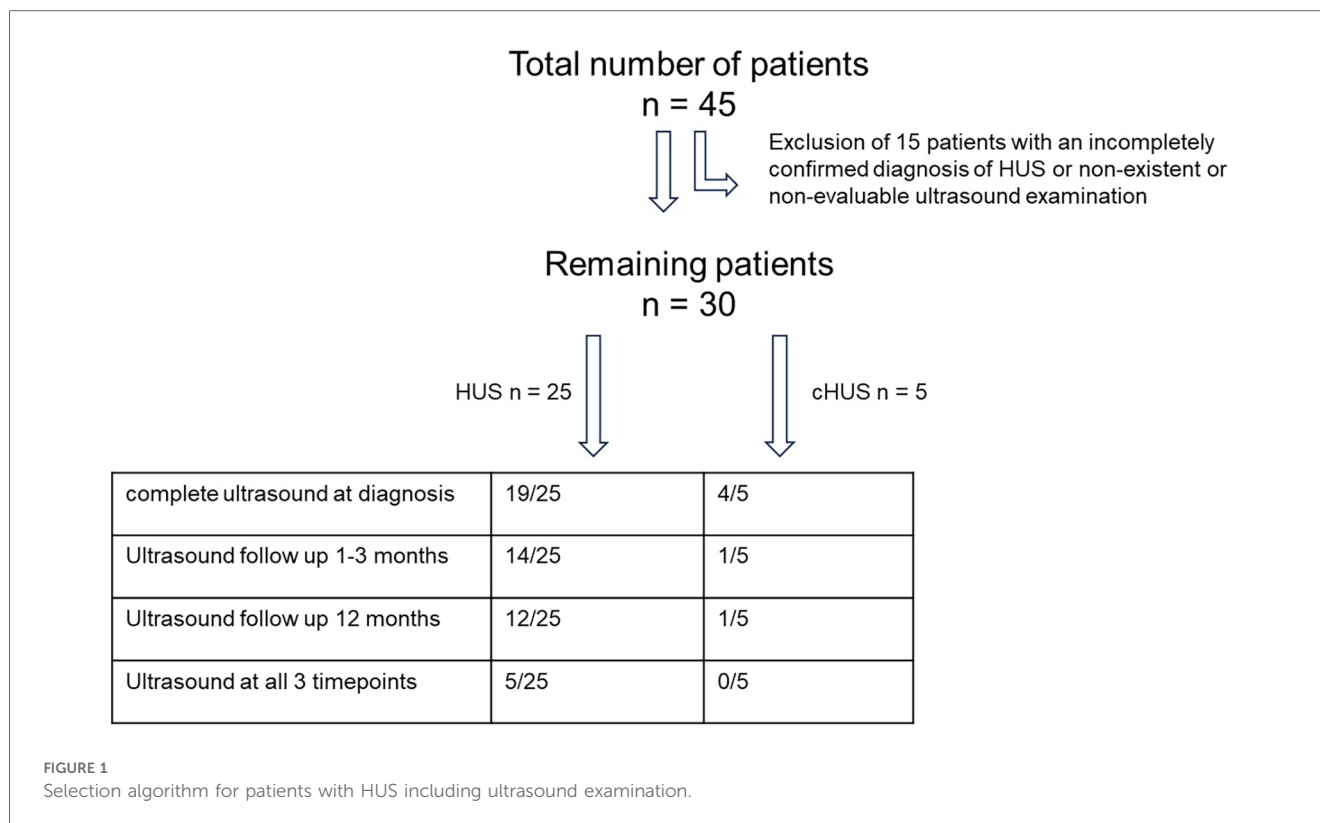 Total number of patients
n = 45
Exclusion of 15 patients with an incompletely
confirmed diagnosis of HUS or non-existent or
non-evaluable ultrasound examination
Remaining patients
n = 30
HUS n = 25
cHUS n = 5
complete ultrasound at diagnosis 19/25 4/5
Ultrasound follow up 1-3 months 14/25 1/5
Ultrasound follow up 12 months 12/25 1/5
Ultrasound at all 3 timepoints 5/25 0/5
FIGURE 1
Selection algorithm for patients with HUS including ultrasound examination.